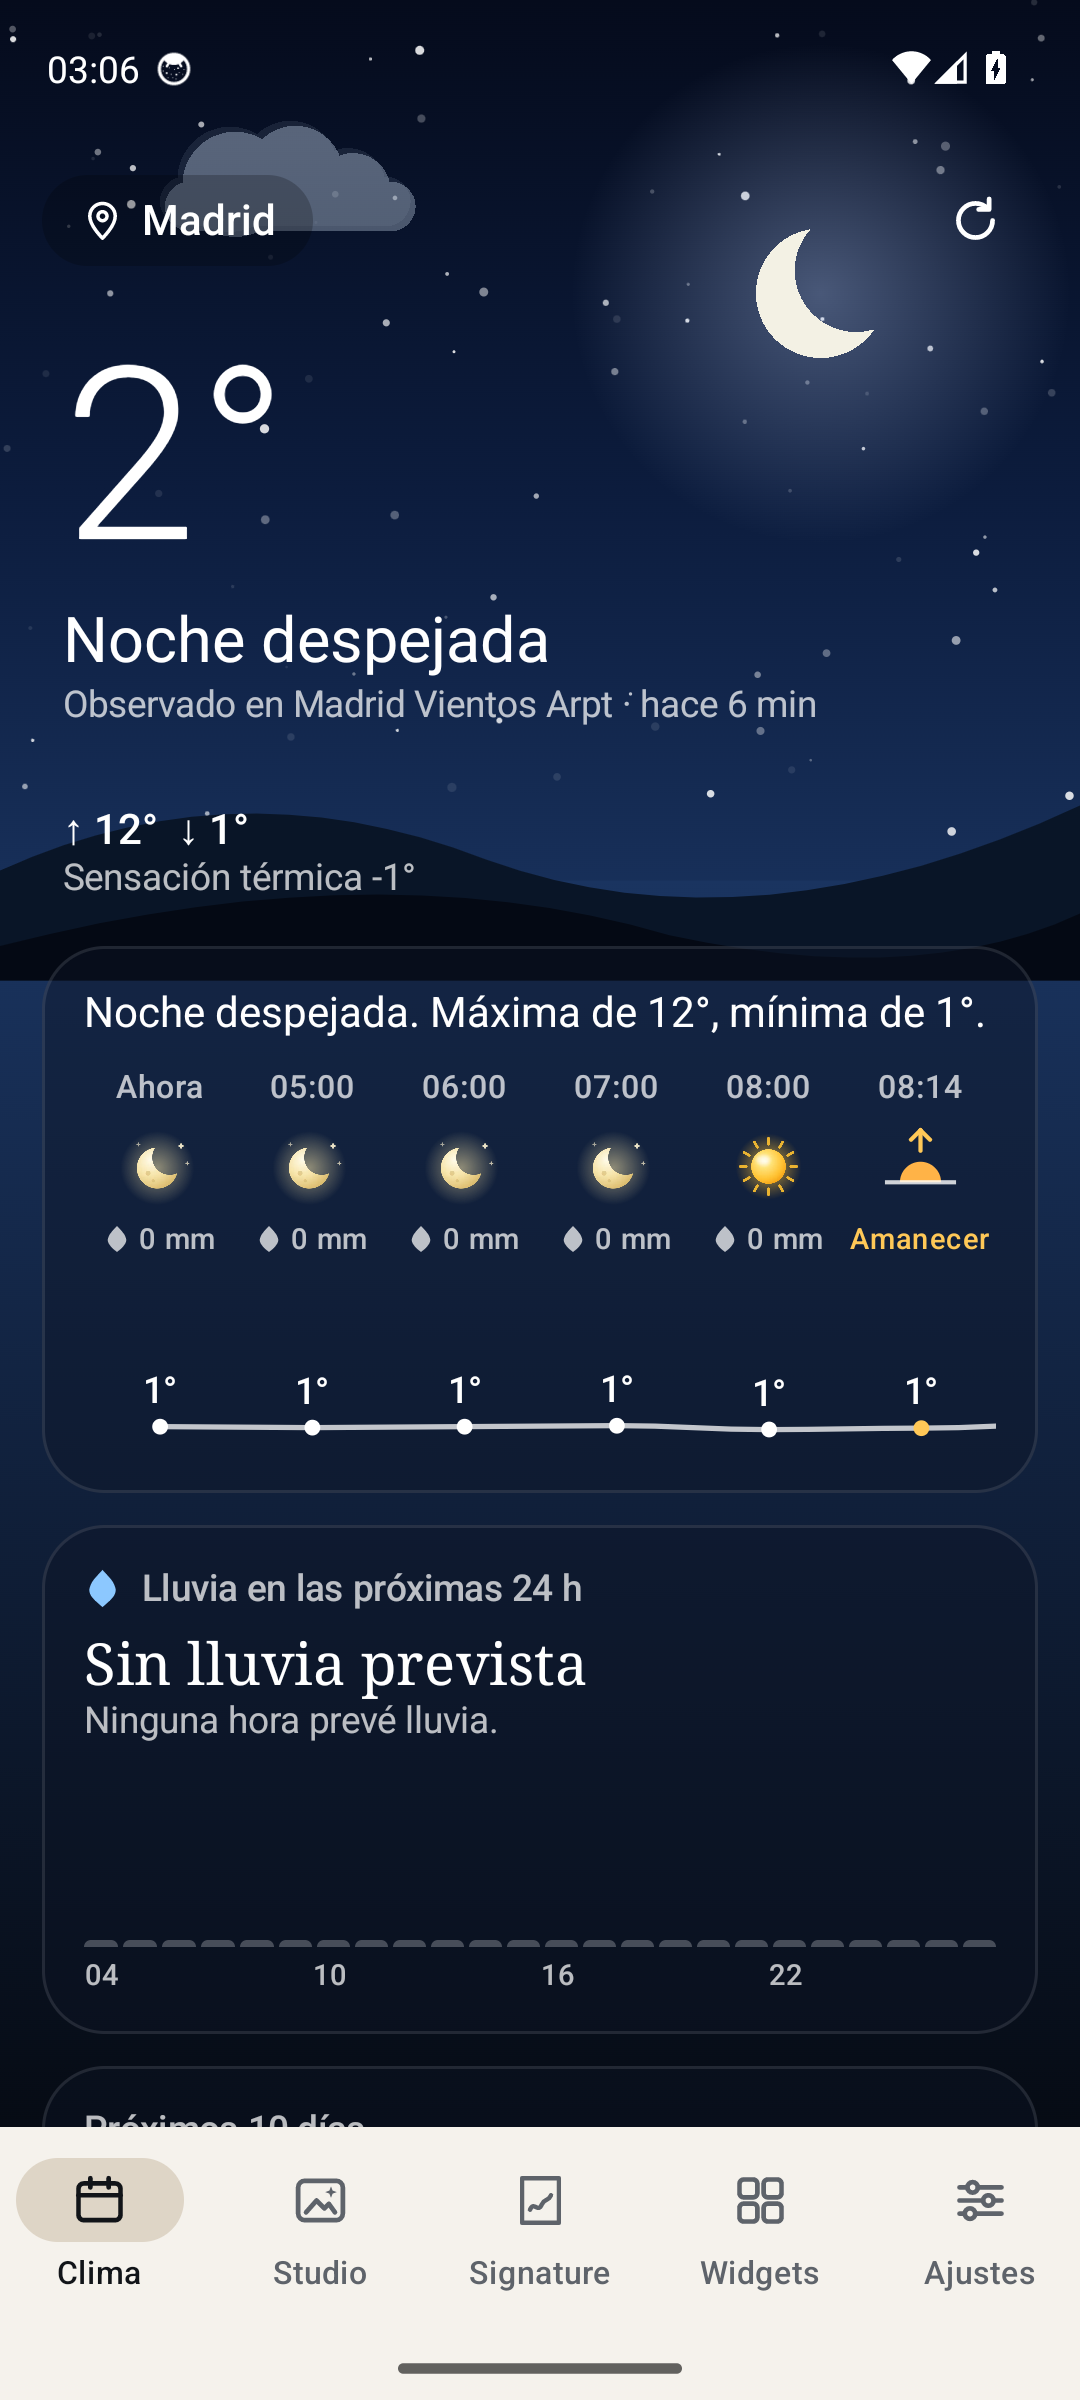 03:06
Madrid
2°
Noche despejada
Observado en Madrid Vientos Arpt · hace 6 min
↑ 12° ↓ 1°
Sensación térmica -1°
Noche despejada. Máxima de 12°, mínima de 1°.
Ahora 05:00 06:00 07:00 08:00 08:14
0 mm 0 mm 0 mm 0 mm 0 mm Amanecer
1° 1° 1° 1° 1° 1°
Lluvia en las próximas 24 h
Sin lluvia prevista
Ninguna hora prevé lluvia.
04 10 16 22
Próximos 10 días
Clima Studio Signature Widgets Ajustes